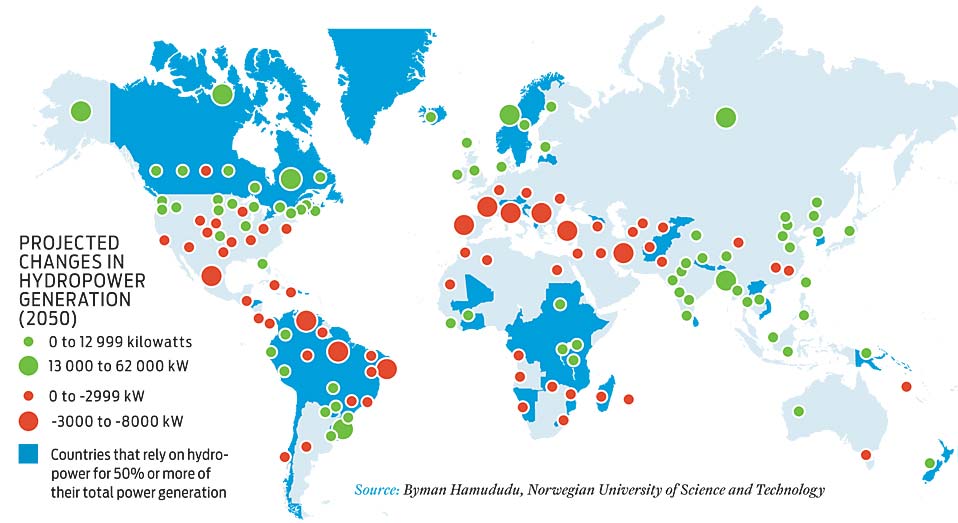 PROJECTED
CHANGES IN
HYDROPOWER
GENERATION
(2050)
0 to 12 999 kilowatts
13 000 to 62 000 kW
0 to -2999 kW
-3000 to -8000 kW
Countries that rely on hydro-
power for 50% or more of
their total power generation
Source: Byman Hamududu, Norwegian University of Science and Technology